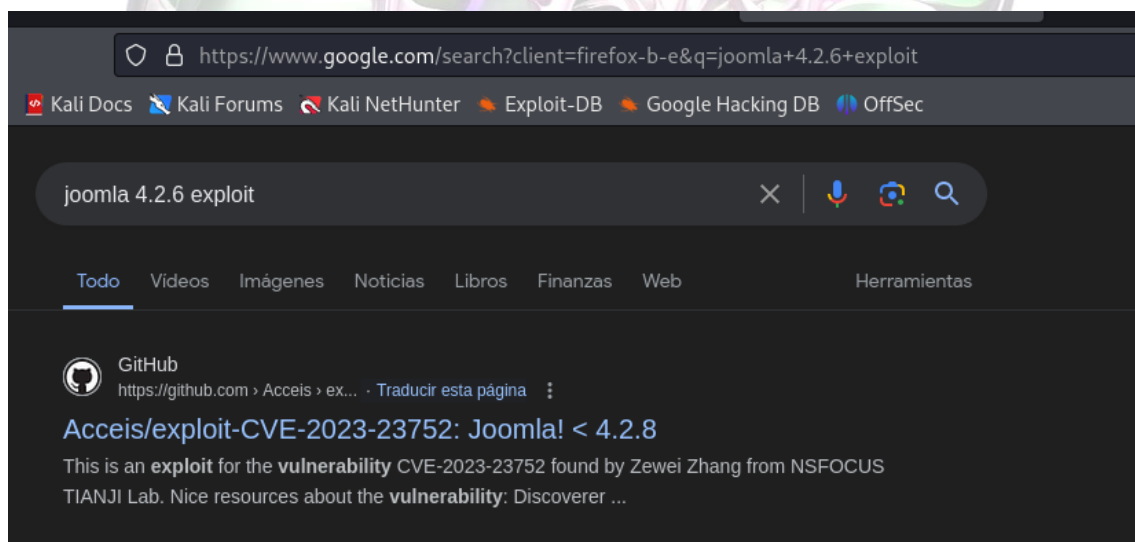 https://www.google.com/search?client=firefox-b-e&q=joomla+4.2.6+exploit
Kali Docs Kali Forums Kali NetHunter Exploit-DB Google Hacking DB OffSec
joomla 4.2.6 exploit
Todo Vídeos Imágenes Noticias Libros Finanzas Web Herramientas
GitHub
https://github.com › Acceis › ex... · Traducir esta página
Acceis/exploit-CVE-2023-23752: Joomla! < 4.2.8
This is an exploit for the vulnerability CVE-2023-23752 found by Zewei Zhang from NSFOCUS
TIANJI Lab. Nice resources about the vulnerability: Discoverer ...